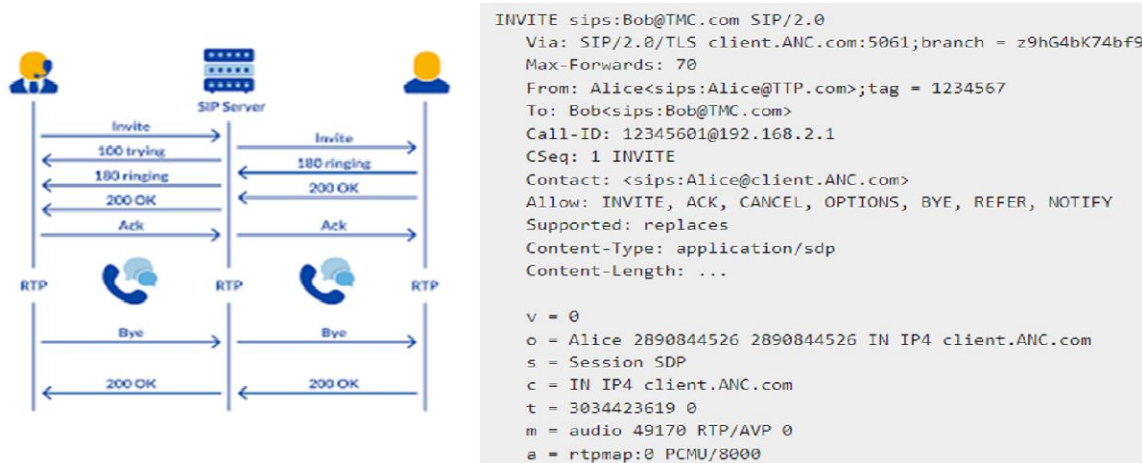 SIP Server
Invite
100 trying
180 ringing
200 OK
Ack
Invite
180 ringing
200 OK
Ack
RTP
RTP
RTP
Bye
Bye
200 OK
200 OK
INVITE sips:Bob@TMC.com SIP/2.0
Via: SIP/2.0/TLS client.ANC.com:5061;branch = z9hG4bK74bf9
Max-Forwards: 70
From: Alice<sips:Alice@TTP.com>;tag = 1234567
To: Bob<sips:Bob@TMC.com>
Call-ID: 12345601@192.168.2.1
CSeq: 1 INVITE
Contact: <sips:Alice@client.ANC.com>
Allow: INVITE, ACK, CANCEL, OPTIONS, BYE, REFER, NOTIFY
Supported: replaces
Content-Type: application/sdp
Content-Length: ...
v = 0
o = Alice 2890844526 2890844526 IN IP4 client.ANC.com
s = Session SDP
c = IN IP4 client.ANC.com
t = 3034423619 0
m = audio 49170 RTP/AVP 0
a = rtpmap:0 PCMU/8000